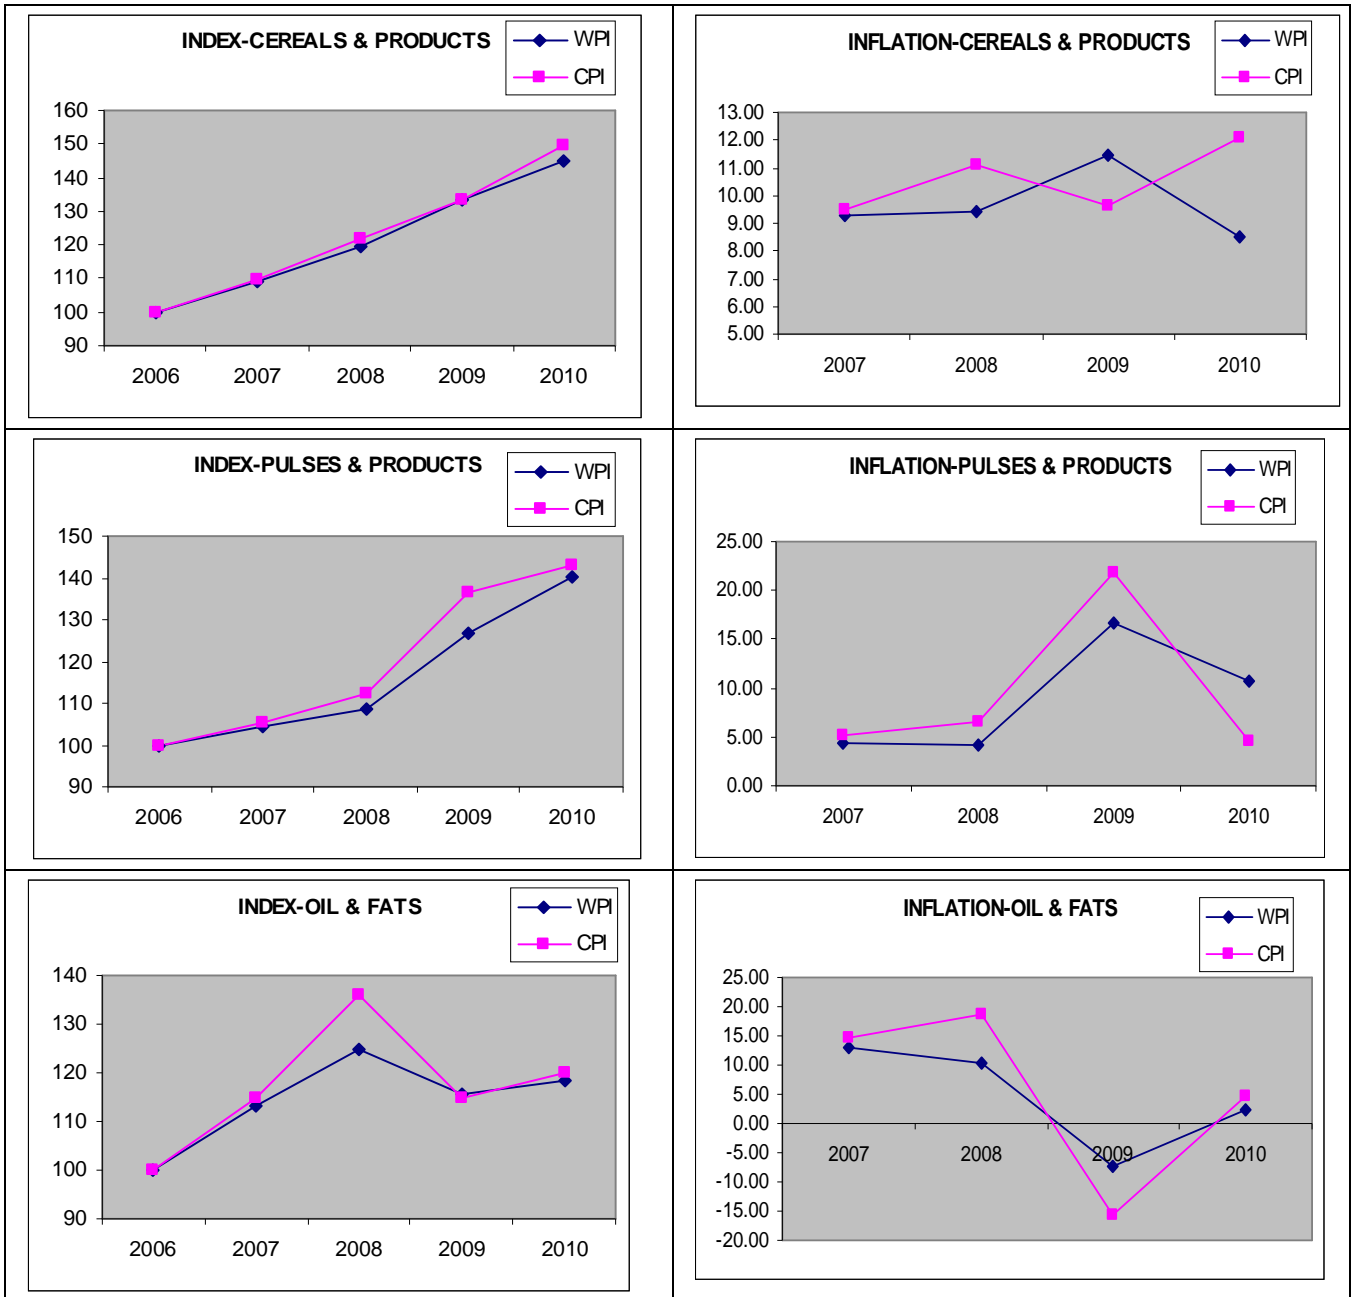 INDEX-CEREALS & PRODUCTS
WPI
CPI
160
150
140
130
120
110
100
90
2006 2007 2008 2009 2010
INFLATION-CEREALS & PRODUCTS
WPI
CPI
13.00
12.00
11.00
10.00
9.00
8.00
7.00
6.00
5.00
2007 2008 2009 2010
INDEX-PULSES & PRODUCTS
WPI
CPI
150
140
130
120
110
100
90
2006 2007 2008 2009 2010
INFLATION-PULSES & PRODUCTS
WPI
CPI
25.00
20.00
15.00
10.00
5.00
0.00
2007 2008 2009 2010
INDEX-OIL & FATS
WPI
CPI
140
130
120
110
100
90
2006 2007 2008 2009 2010
INFLATION-OIL & FATS
WPI
CPI
25.00
20.00
15.00
10.00
5.00
0.00
2007 2008 2009 2010
-5.00
-10.00
-15.00
-20.00